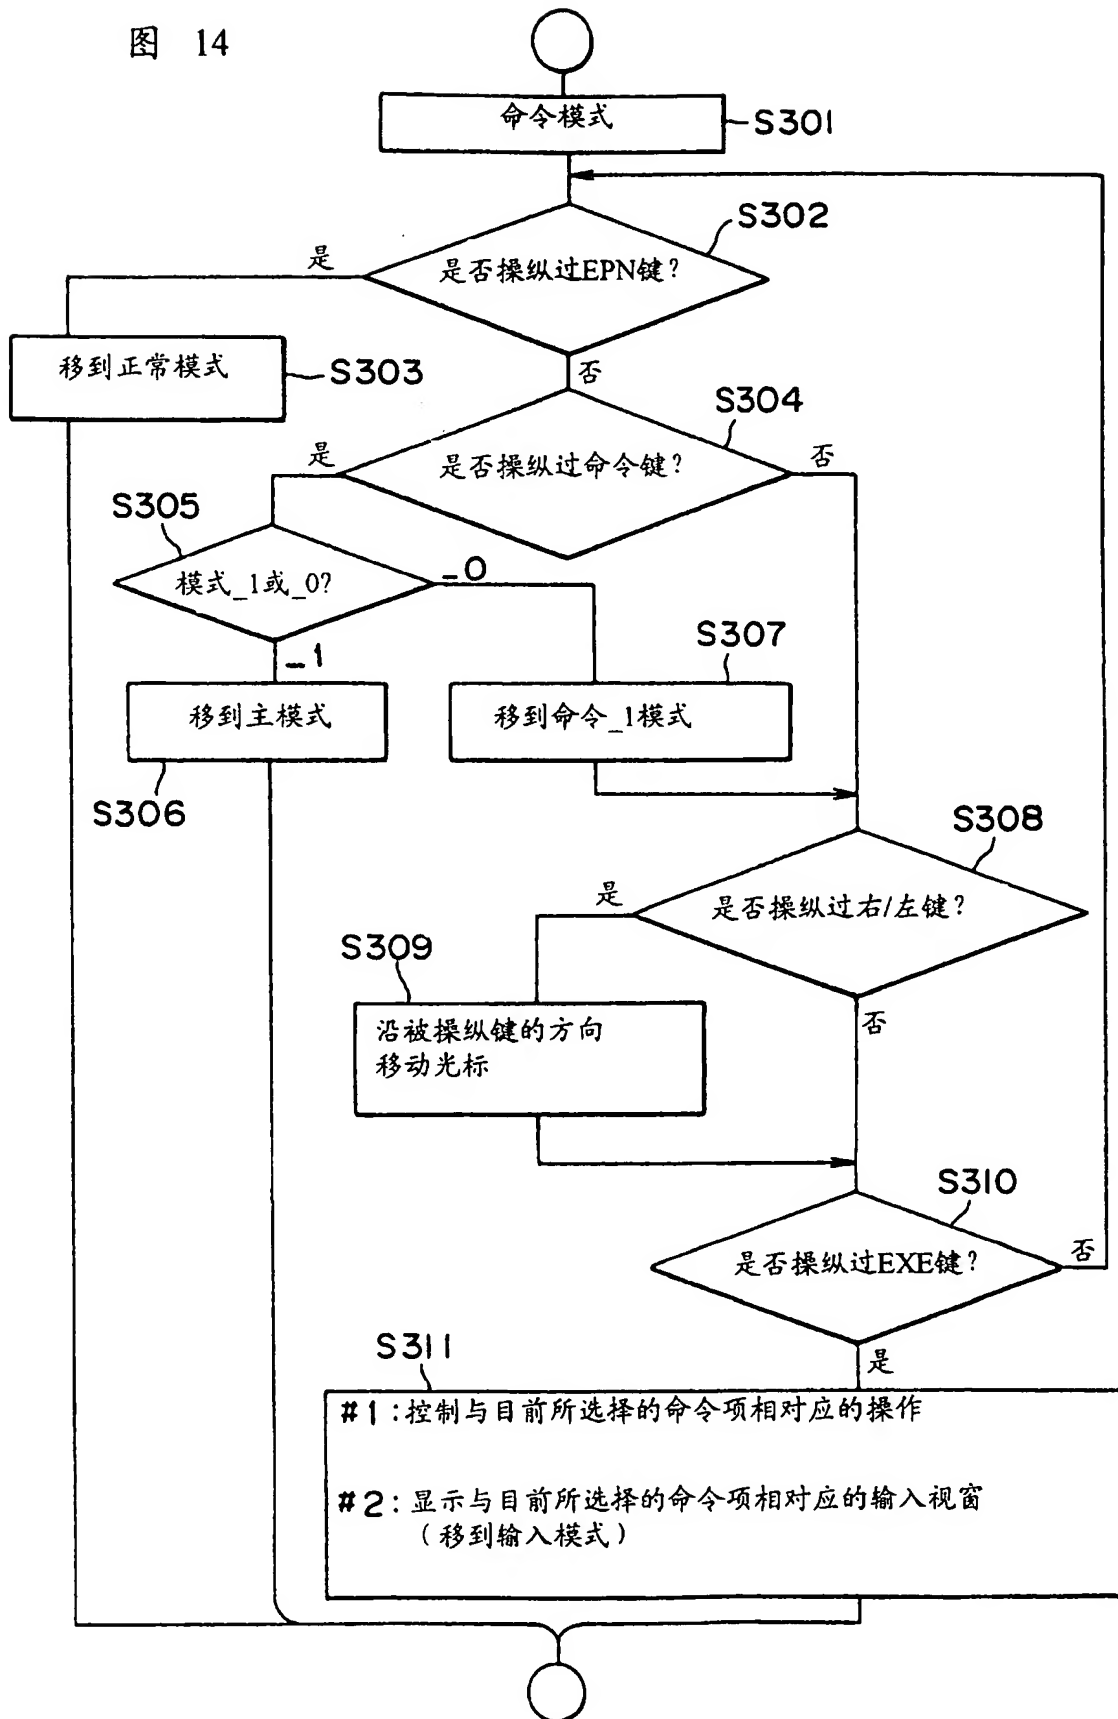 图 14
命令模式
S301
S302
是
是否操纵过EPN键？
移到正常模式
S303
否
S304
是
是否操纵过命令键？
否
S305
模式_1或_0？
_0
_1
S307
移到主模式
移到命令_1模式
S306
S308
是
是否操纵过右/左键？
S309
否
沿被操纵键的方向
移动光标
S310
是否操纵过EXE键？
否
S311
是
#1：控制与目前所选择的命令项相对应的操作
#2：显示与目前所选择的命令项相对应的输入视窗
（移到输入模式）